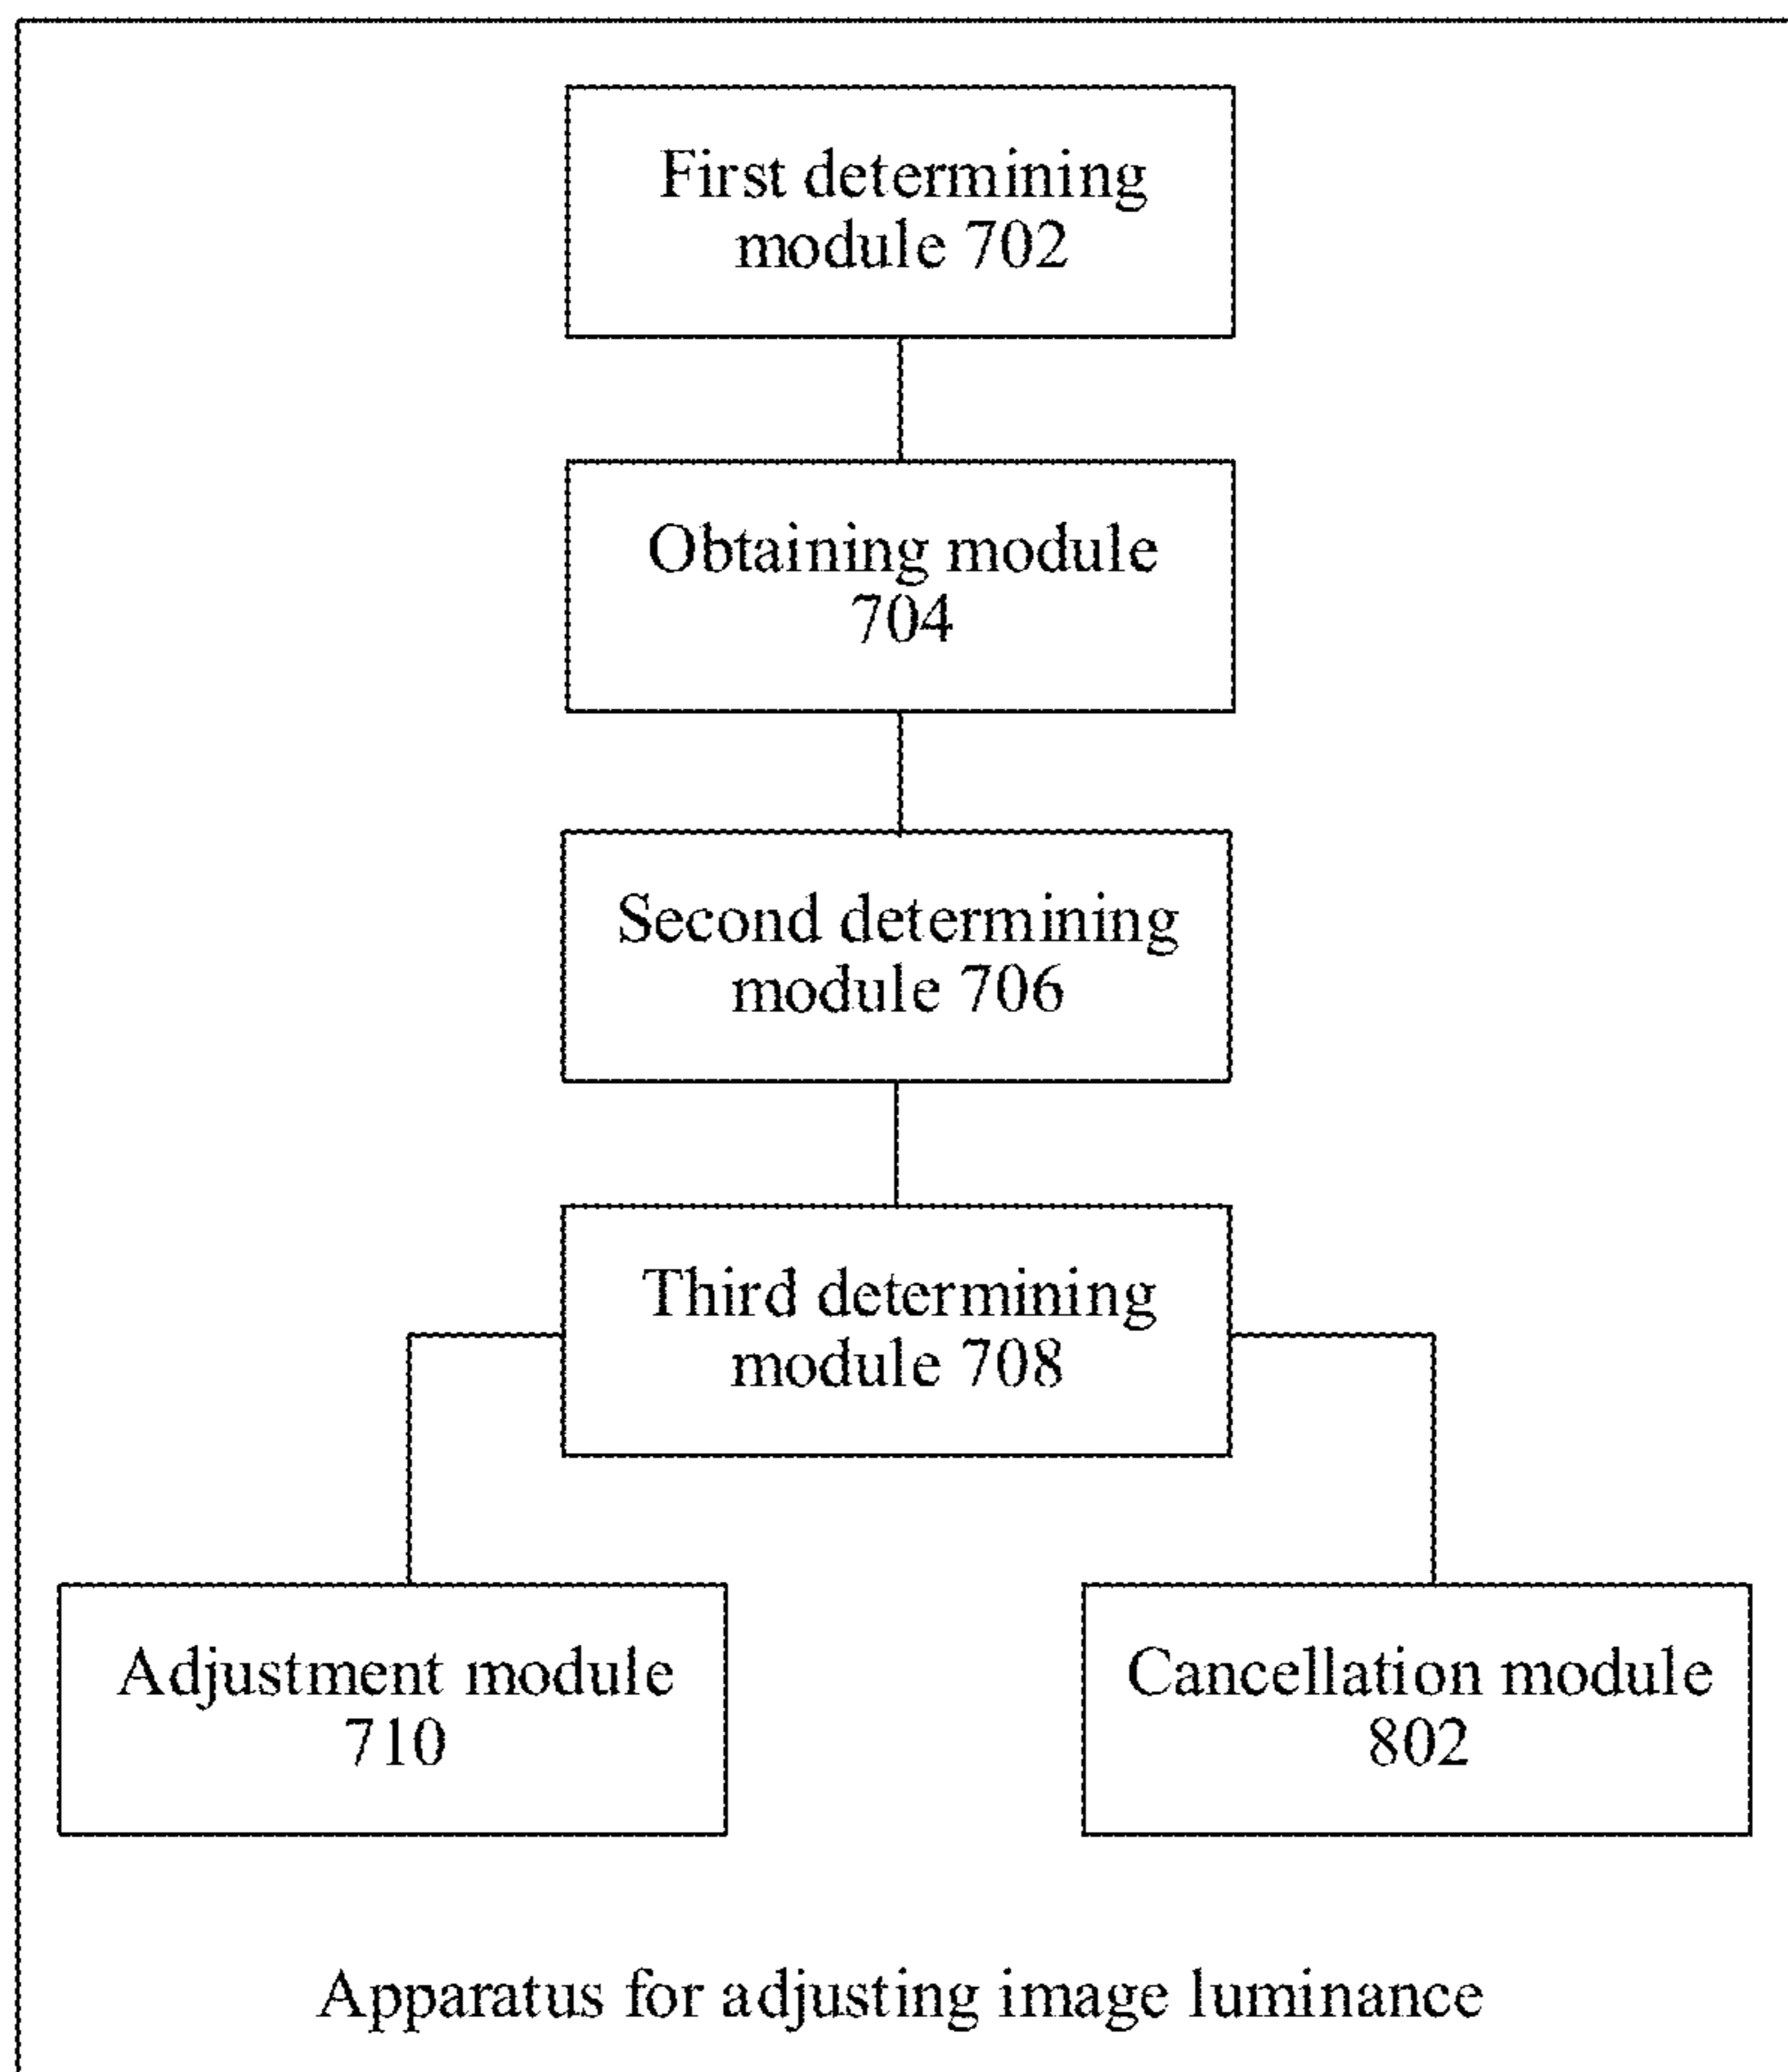 First determining
module 702
Obtaining module
704
Second determining
module 706
Third determining
module 708
Adjustment module
710
Cancellation module
802
Apparatus for adjusting image luminance